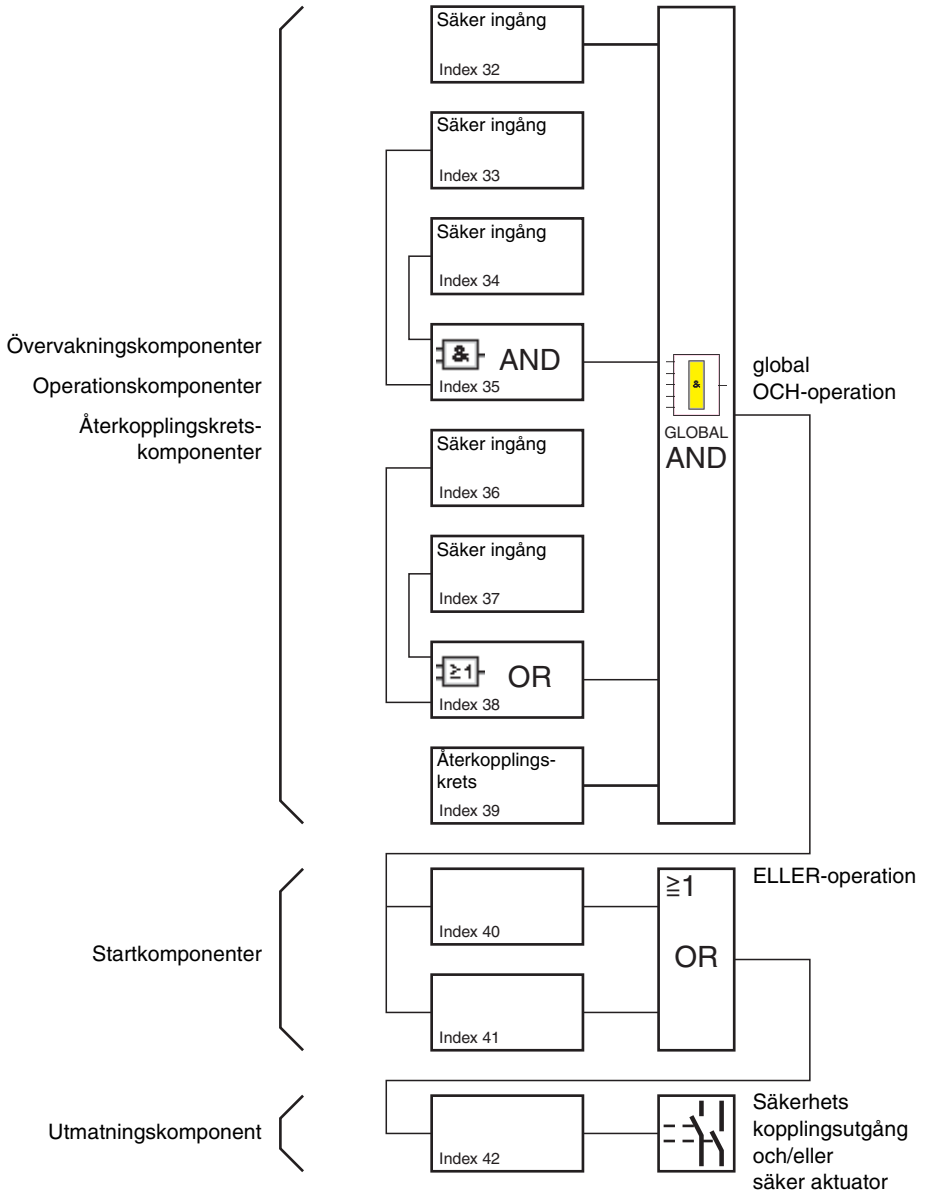 Säker ingång
Index 32
Säker ingång
Index 33
Säker ingång
Index 34
Övervakningskomponenter
Operationskomponenter
Återkopplingskrets-
komponenter
& AND
Index 35
&
GLOBAL
AND
global
OCH-operation
Säker ingång
Index 36
Säker ingång
Index 37
≥1 OR
Index 38
Återkopplings-
krets
Index 39
Startkomponenter
Index 40
Index 41
≧1
OR
ELLER-operation
Utmatningskomponent
Index 42
Säkerhets
kopplingsutgång
och/eller
säker aktuator